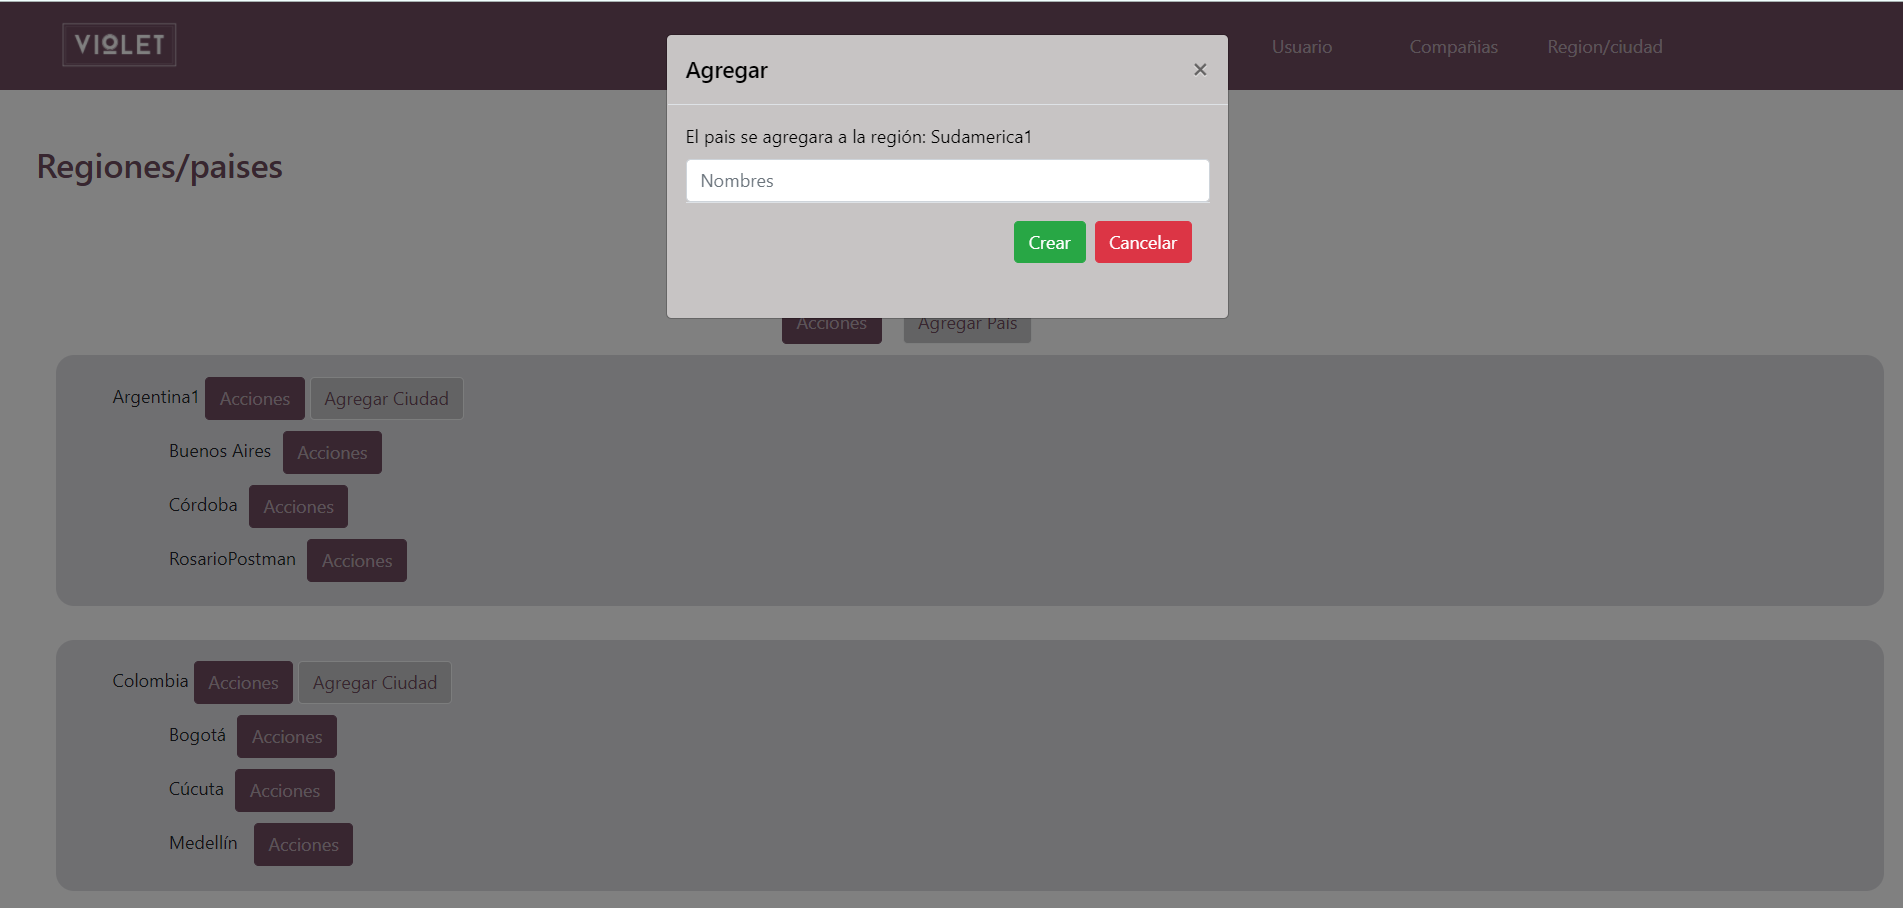 VIOLET
Usuario
Compañias
Region/ciudad
Agregar
×
El pais se agregara a la región: Sudamerica1
Nombres
Crear
Cancelar
Regiones/paises
Acciones
Agregar País
Argentina1
Acciones
Agregar Ciudad
Buenos Aires
Acciones
Córdoba
Acciones
RosarioPostman
Acciones
Colombia
Acciones
Agregar Ciudad
Bogotá
Acciones
Cúcuta
Acciones
Medellín
Acciones